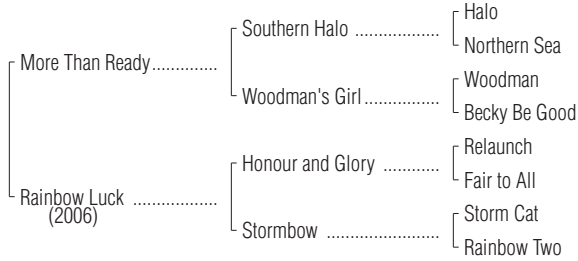 Halo
Southern Halo ..................
Northern Sea
More Than Ready..............
Woodman
Woodman's Girl................
Becky Be Good
Relaunch
Honour and Glory ............
Fair to All
Rainbow Luck ..................
(2006)
Storm Cat
Stormbow ........................
Rainbow Two